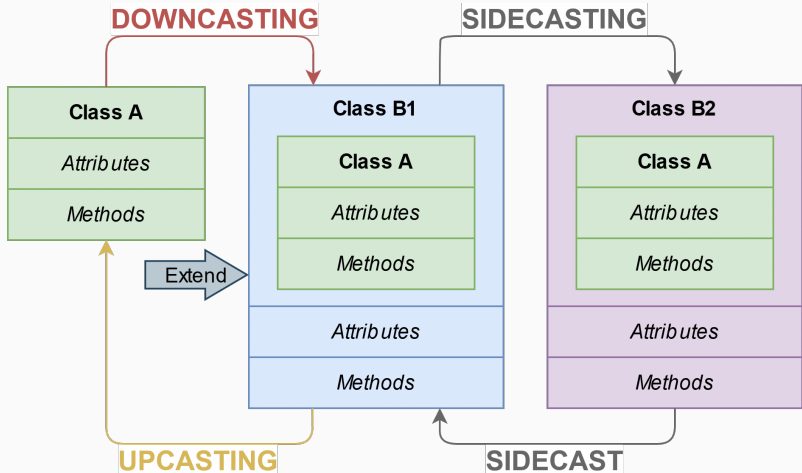 DOWNCASTING
SIDECASTING
Class A
Attributes
Methods
Extend
Class B1
Class A
Attributes
Methods
Attributes
Methods
Class B2
Class A
Attributes
Methods
Attributes
Methods
UPCASTING
SIDECAST